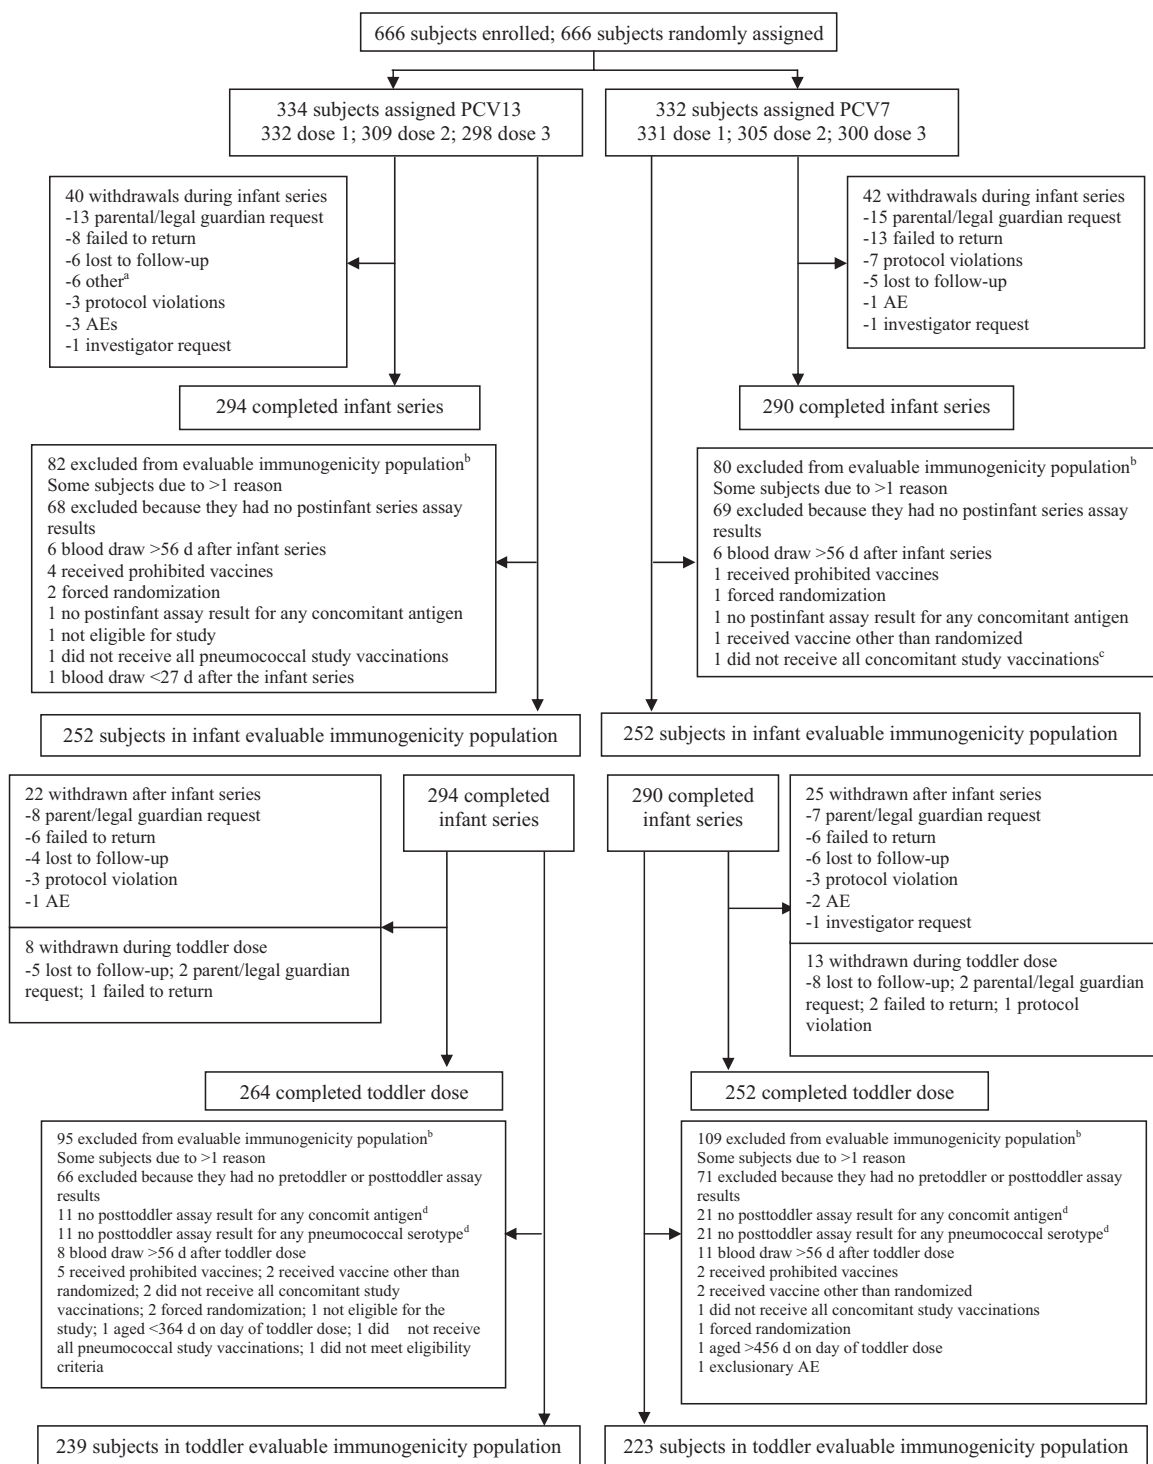 666 subjects enrolled; 666 subjects randomly assigned
334 subjects assigned PCV13
332 dose 1; 309 dose 2; 298 dose 3
332 subjects assigned PCV7
331 dose 1; 305 dose 2; 300 dose 3
40 withdrawals during infant series
-13 parental/legal guardian request
-8 failed to return
-6 lost to follow-up
-6 other^a
-3 protocol violations
-3 AEs
-1 investigator request
42 withdrawals during infant series
-15 parental/legal guardian request
-13 failed to return
-7 protocol violations
-5 lost to follow-up
-1 AE
-1 investigator request
294 completed infant series
290 completed infant series
82 excluded from evaluable immunogenicity population^b
Some subjects due to >1 reason
68 excluded because they had no postinfant series assay
results
6 blood draw >56 d after infant series
4 received prohibited vaccines
2 forced randomization
1 no postinfant assay result for any concomitant antigen
1 not eligible for study
1 did not receive all pneumococcal study vaccinations
1 blood draw <27 d after the infant series
80 excluded from evaluable immunogenicity population^b
Some subjects due to >1 reason
69 excluded because they had no postinfant series assay
results
6 blood draw >56 d after infant series
1 received prohibited vaccines
1 forced randomization
1 no postinfant assay result for any concomitant antigen
1 received vaccine other than randomized
1 did not receive all concomitant study vaccinations^c
252 subjects in infant evaluable immunogenicity population
252 subjects in infant evaluable immunogenicity population
22 withdrawn after infant series
-8 parent/legal guardian request
-6 failed to return
-4 lost to follow-up
-3 protocol violation
-1 AE
8 withdrawn during toddler dose
-5 lost to follow-up; 2 parent/legal guardian
request; 1 failed to return
294 completed
infant series
290 completed
infant series
25 withdrawn after infant series
-7 parent/legal guardian request
-6 failed to return
-6 lost to follow-up
-3 protocol violation
-2 AE
-1 investigator request
13 withdrawn during toddler dose
-8 lost to follow-up; 2 parental/legal guardian
request; 2 failed to return; 1 protocol
violation
264 completed toddler dose
252 completed toddler dose
95 excluded from evaluable immunogenicity population^b
Some subjects due to >1 reason
66 excluded because they had no pretoddler or posttoddler assay
results
11 no posttoddler assay result for any concomit antigen^d
11 no posttoddler assay result for any pneumococcal serotype^d
8 blood draw >56 d after toddler dose
5 received prohibited vaccines; 2 received vaccine other than
randomized; 2 did not receive all concomitant study
vaccinations; 2 forced randomization; 1 not eligible for the
study; 1 aged <364 d on day of toddler dose; 1 did not receive
all pneumococcal study vaccinations; 1 did not meet eligibility
criteria
109 excluded from evaluable immunogenicity population^b
Some subjects due to >1 reason
71 excluded because they had no pretoddler or posttoddler assay
results
21 no posttoddler assay result for any concomit antigen^d
21 no posttoddler assay result for any pneumococcal serotype^d
11 blood draw >56 d after toddler dose
2 received prohibited vaccines
2 received vaccine other than randomized
1 did not receive all concomitant study vaccinations
1 forced randomization
1 aged >456 d on day of toddler dose
1 exclusionary AE
239 subjects in toddler evaluable immunogenicity population
223 subjects in toddler evaluable immunogenicity population